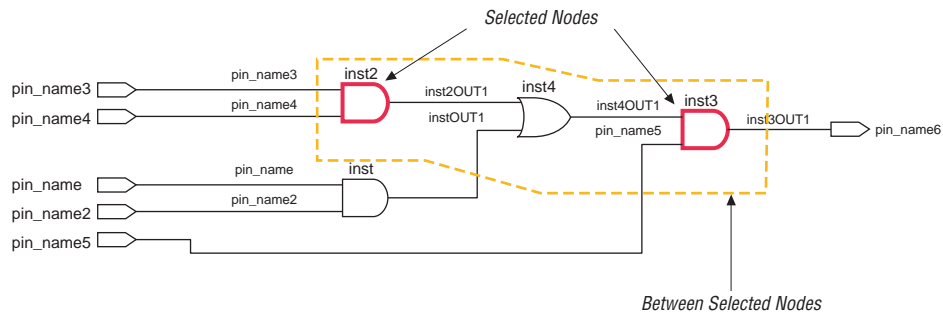 Selected Nodes
pin_name3 pin_name3 inst2 inst4 inst3
pin_name4 pin_name4 inst2OUT1 inst4OUT1
instOUT1 pin_name5 inst3OUT1 pin_name6
pin_name pin_name inst
pin_name2 pin_name2
pin_name5
Between Selected Nodes